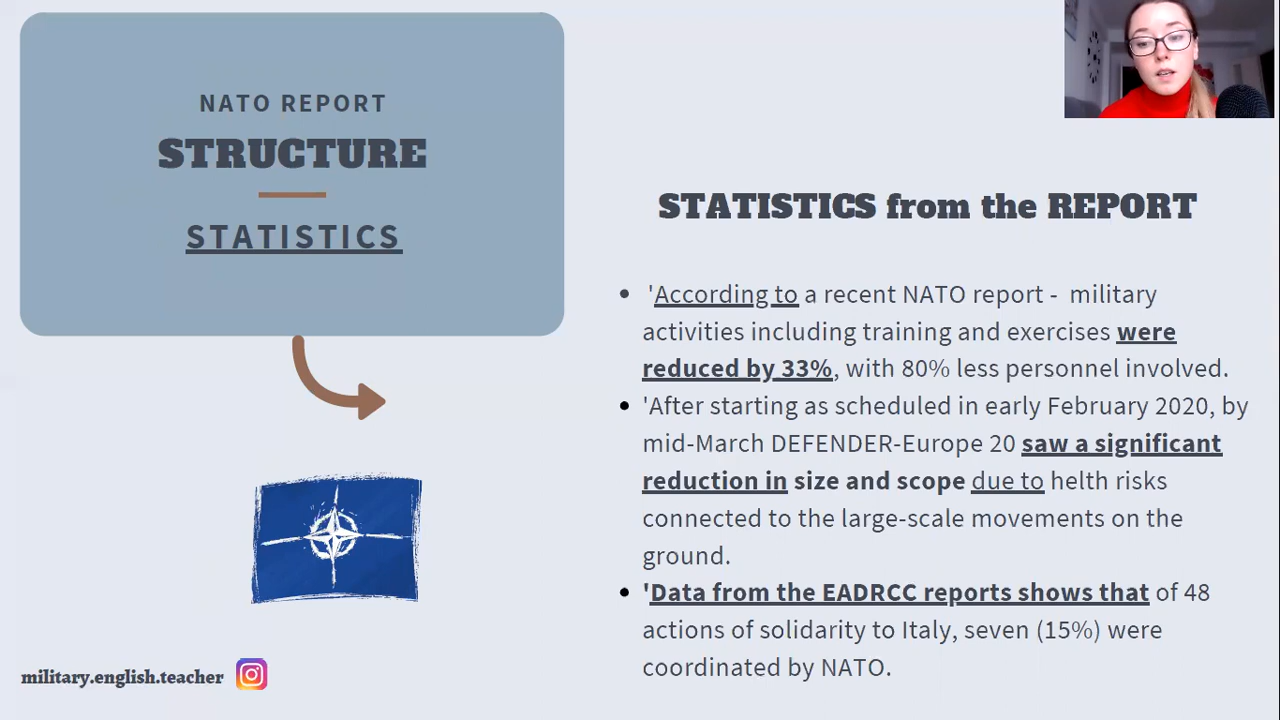 NATO REPORT
STRUCTURE
STATISTICS
STATISTICS from the REPORT
• 'According to a recent NATO report -  military
activities including training and exercises were
reduced by 33%, with 80% less personnel involved.
• 'After starting as scheduled in early February 2020, by
mid-March DEFENDER-Europe 20 saw a significant
reduction in size and scope due to helth risks
connected to the large-scale movements on the
ground.
• 'Data from the EADRCC reports shows that of 48
actions of solidarity to Italy, seven (15%) were
coordinated by NATO.
military.english.teacher